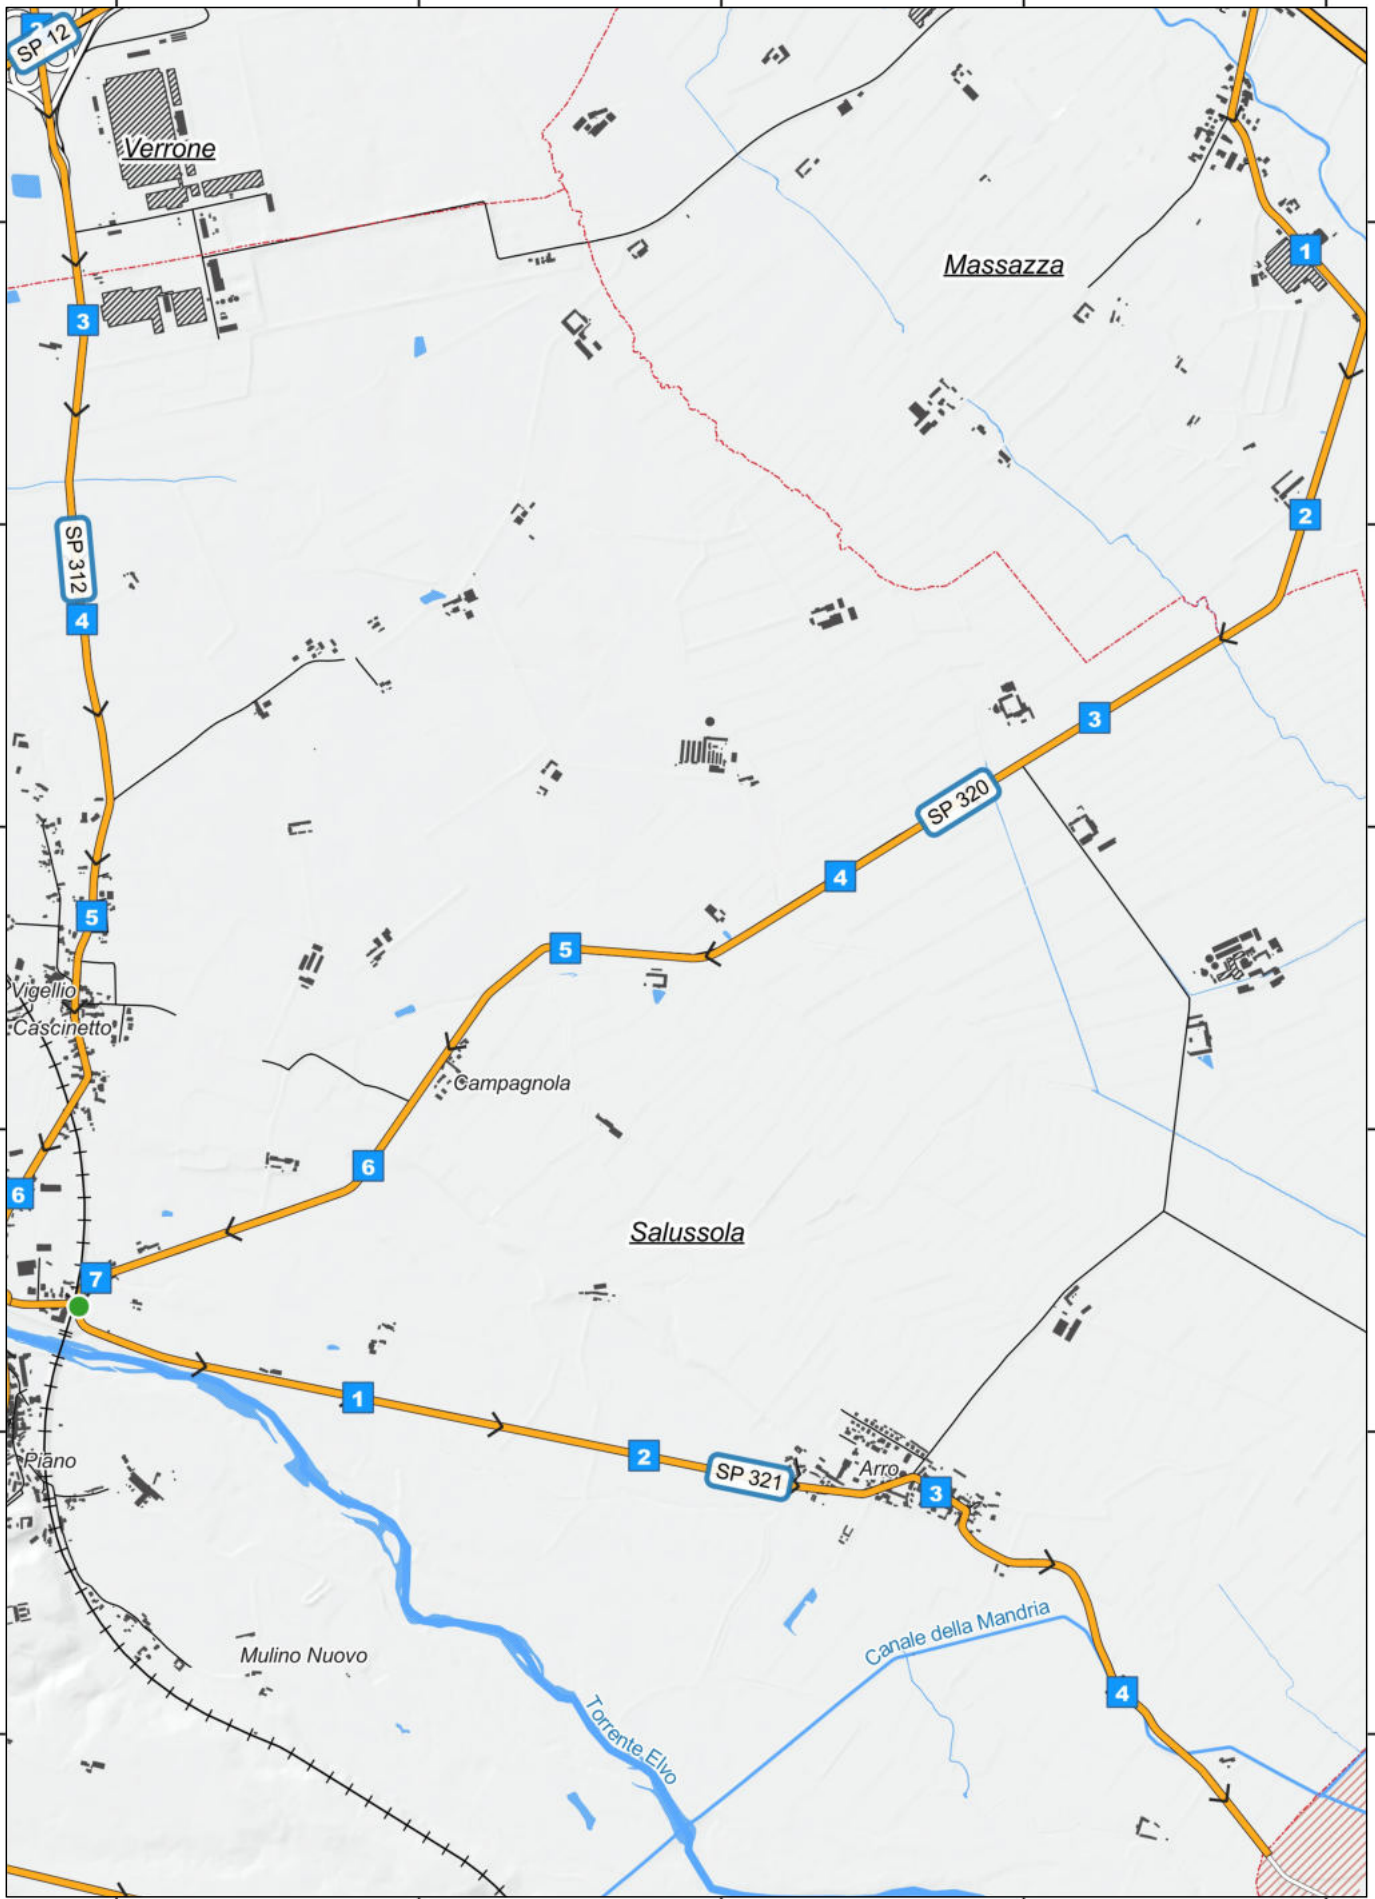 2
SP 12
Verrone
1
Massazza
3
2
SP 312
4
3
SP 320
4
5
5
Vigellio
Cascinetto
Campagnola
6
6
Salussola
7
1
2
SP 321
Arro
3
Piano
Canale della Mandria
Mulino Nuovo
4
Torrente Elvo